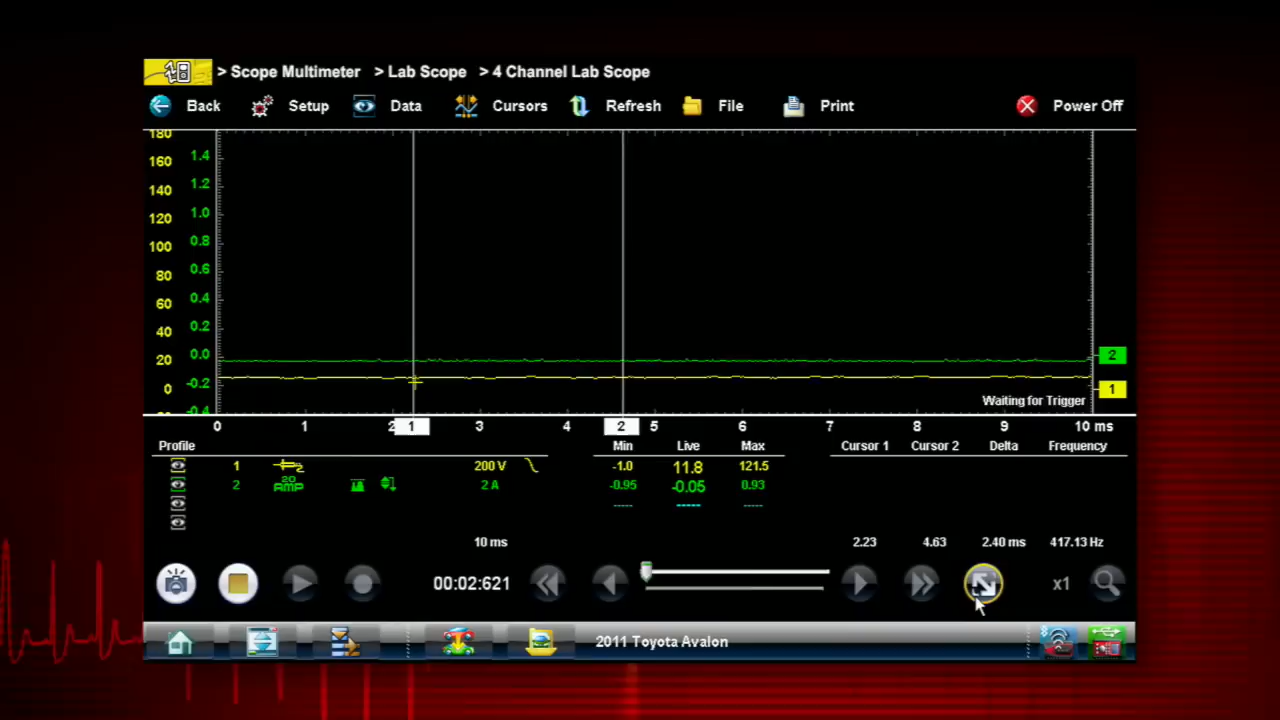 > Scope Multimeter > Lab Scope > 4 Channel Lab Scope
Back Setup Data Cursors Refresh File Print Power Off
180
160 1.4
140 1.2
120 1.0
100 0.8
80 0.6
60 0.4
40 0.2
20 0.0 2
0 -0.2 1
-0.4
Waiting for Trigger
0 1 2 1 3 4 2 5 6 7 8 9 10 ms
Profile Min Live Max Cursor 1 Cursor 2 Delta Frequency
1 200 V -1.0 11.8 121.5
2 20 AMP 2 A -0.95 -0.05 0.93
----- ----- -----
10 ms 2.23 4.63 2.40 ms 417.13 Hz
00:02:621 x1
2011 Toyota Avalon